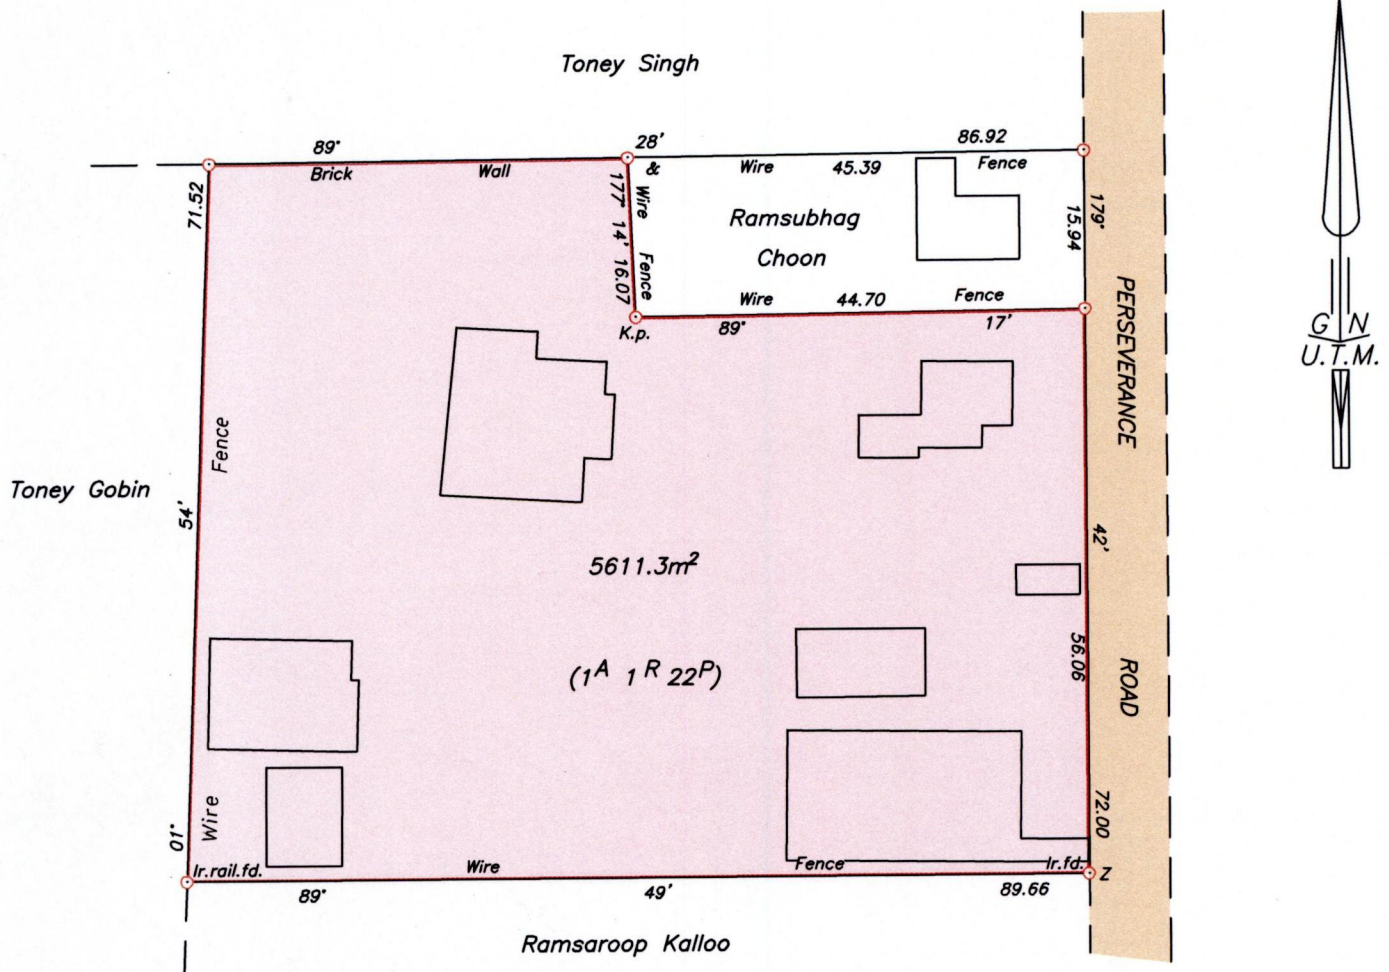 Toney Singh
89° 28' 86.92
Brick Wall & Wire 45.39 Fence
71.52
177° 14' 16.07
Wire Fence
Ramsubhag
Choon
179°
15.94
Wire 44.70 Fence
K.p. 89° 17'
PERSEVERANCE
G N
U.T.M.
Fence
Toney Gobin
54'
42'
5611.3m²
56.06
(1ᴬ 1ᴿ 22ᴾ)
ROAD
72.00
01°
Wire
Ir.rail.fd. Wire Fence Ir.fd. Z
89° 49' 89.66
Ramsaroop Kalloo